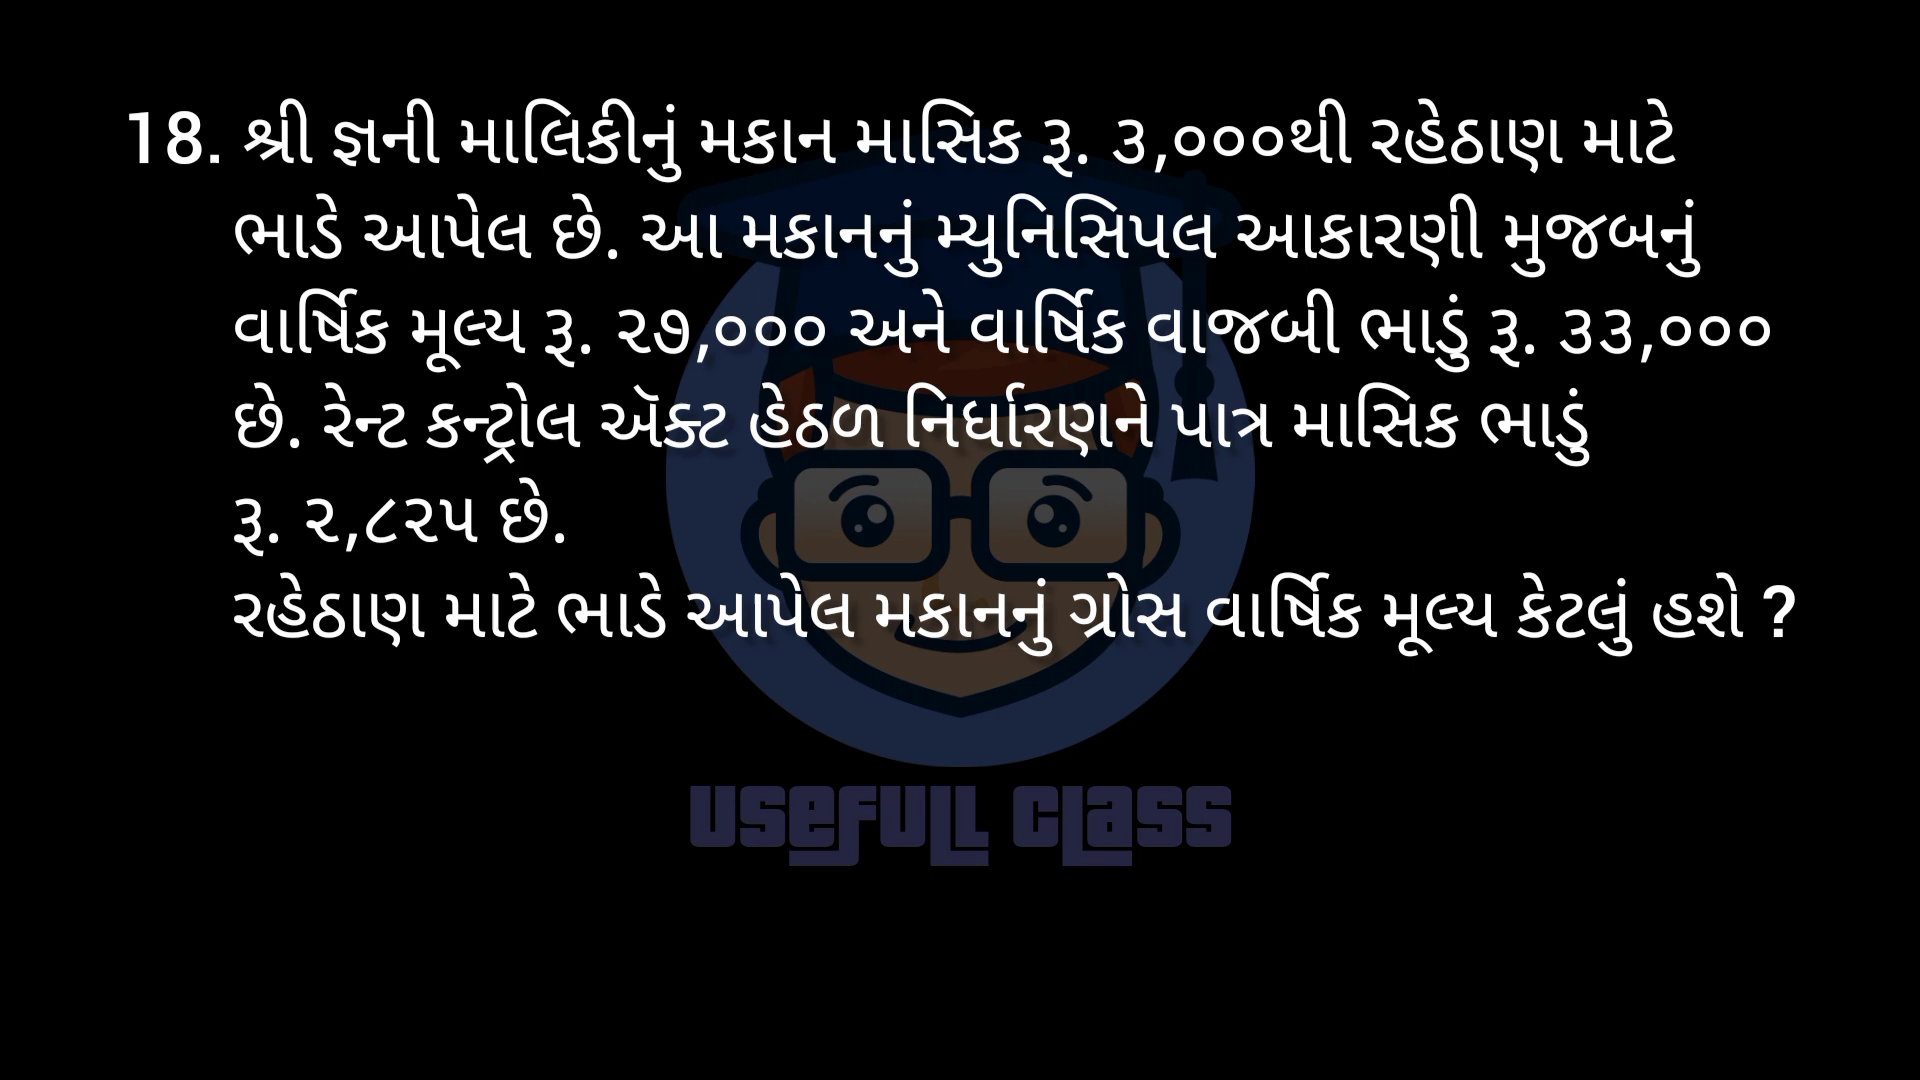 18. શ્રી જ્ઞની માલિકીનું મકાન માસિક રૂ. ૩,૦૦૦થી રહેઠાણ માટે
ભાડે આપેલ છે. આ મકાનનું મ્યુનિસિપલ આકારણી મુજબનું
વાર્ષિક મૂલ્ય રૂ. ૨૭,૦૦૦ અને વાર્ષિક વાજબી ભાડું રૂ. ૩૩,૦૦૦
છે. રેન્ટ કન્ટ્રોલ ઍક્ટ હેઠળ નિર્ધારણને પાત્ર માસિક ભાડું
રૂ. ૨,૮૨૫ છે.
રહેઠાણ માટે ભાડે આપેલ મકાનનું ગ્રોસ વાર્ષિક મૂલ્ય કેટલું હશે ?
USEFULL CLASS